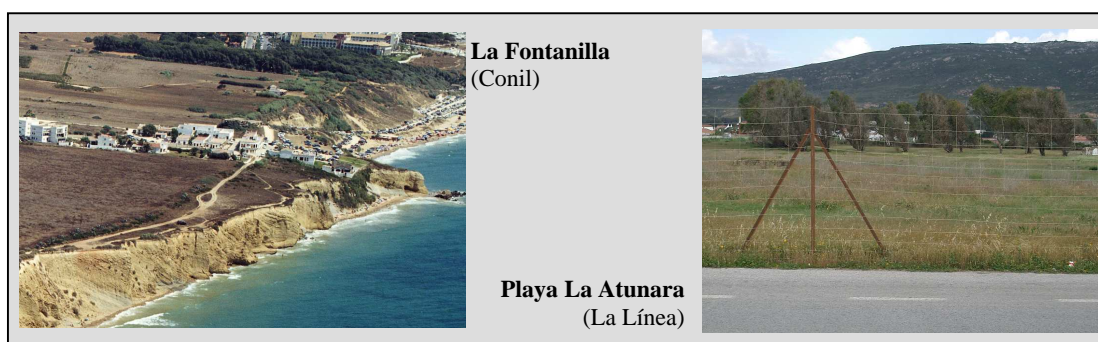 La Fontanilla
(Conil)
Playa La Atunara
(La Línea)